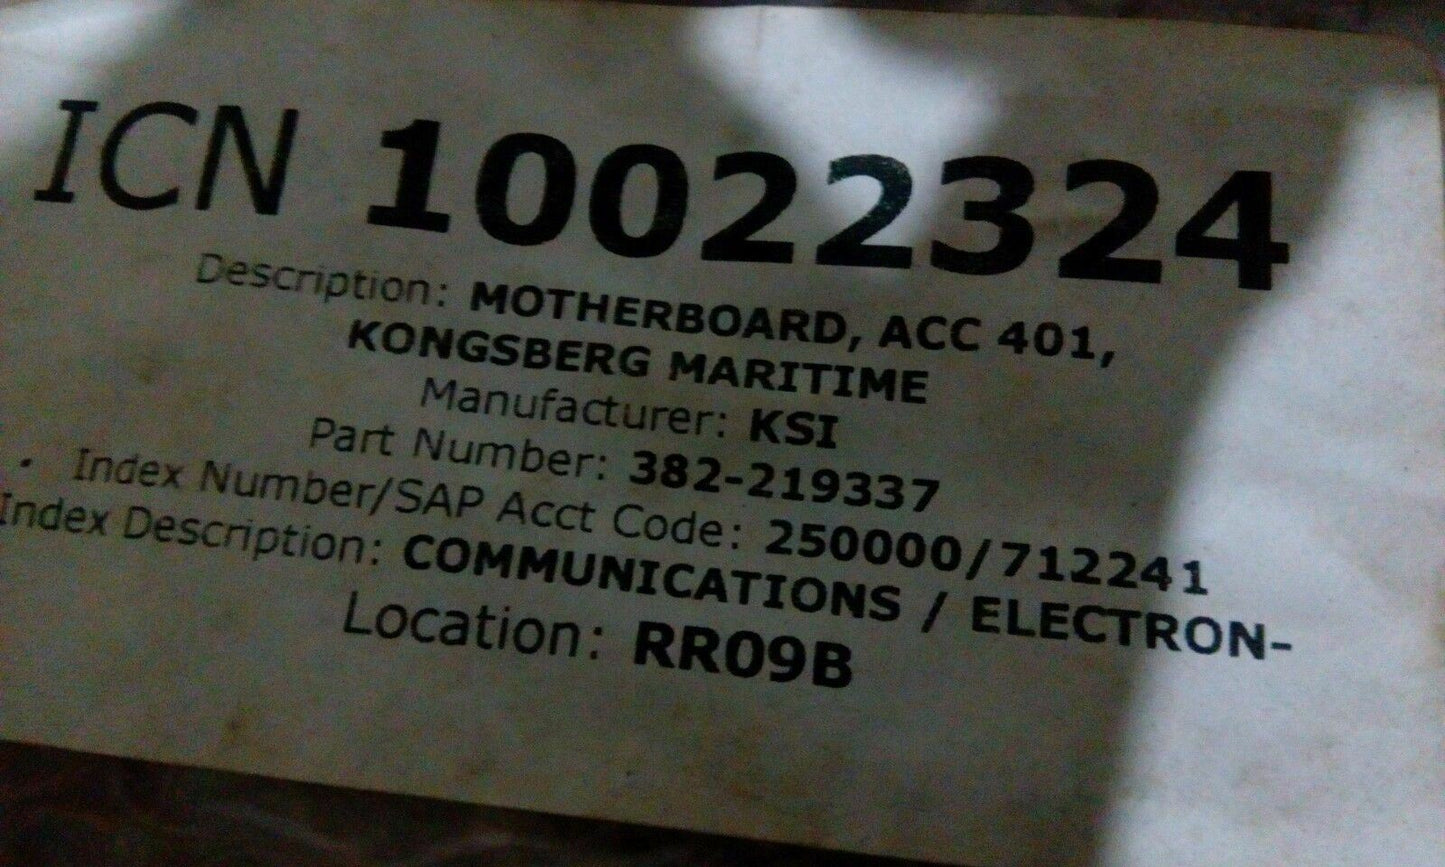 ICN 10022324
Description: MOTHERBOARD, ACC 401,
KONGSBERG MARITIME
Manufacturer: KSI
Part Number: 382-219337
Index Number/SAP Acct Code: 250000/712241
Index Description: COMMUNICATIONS / ELECTRON-
Location: RR09B